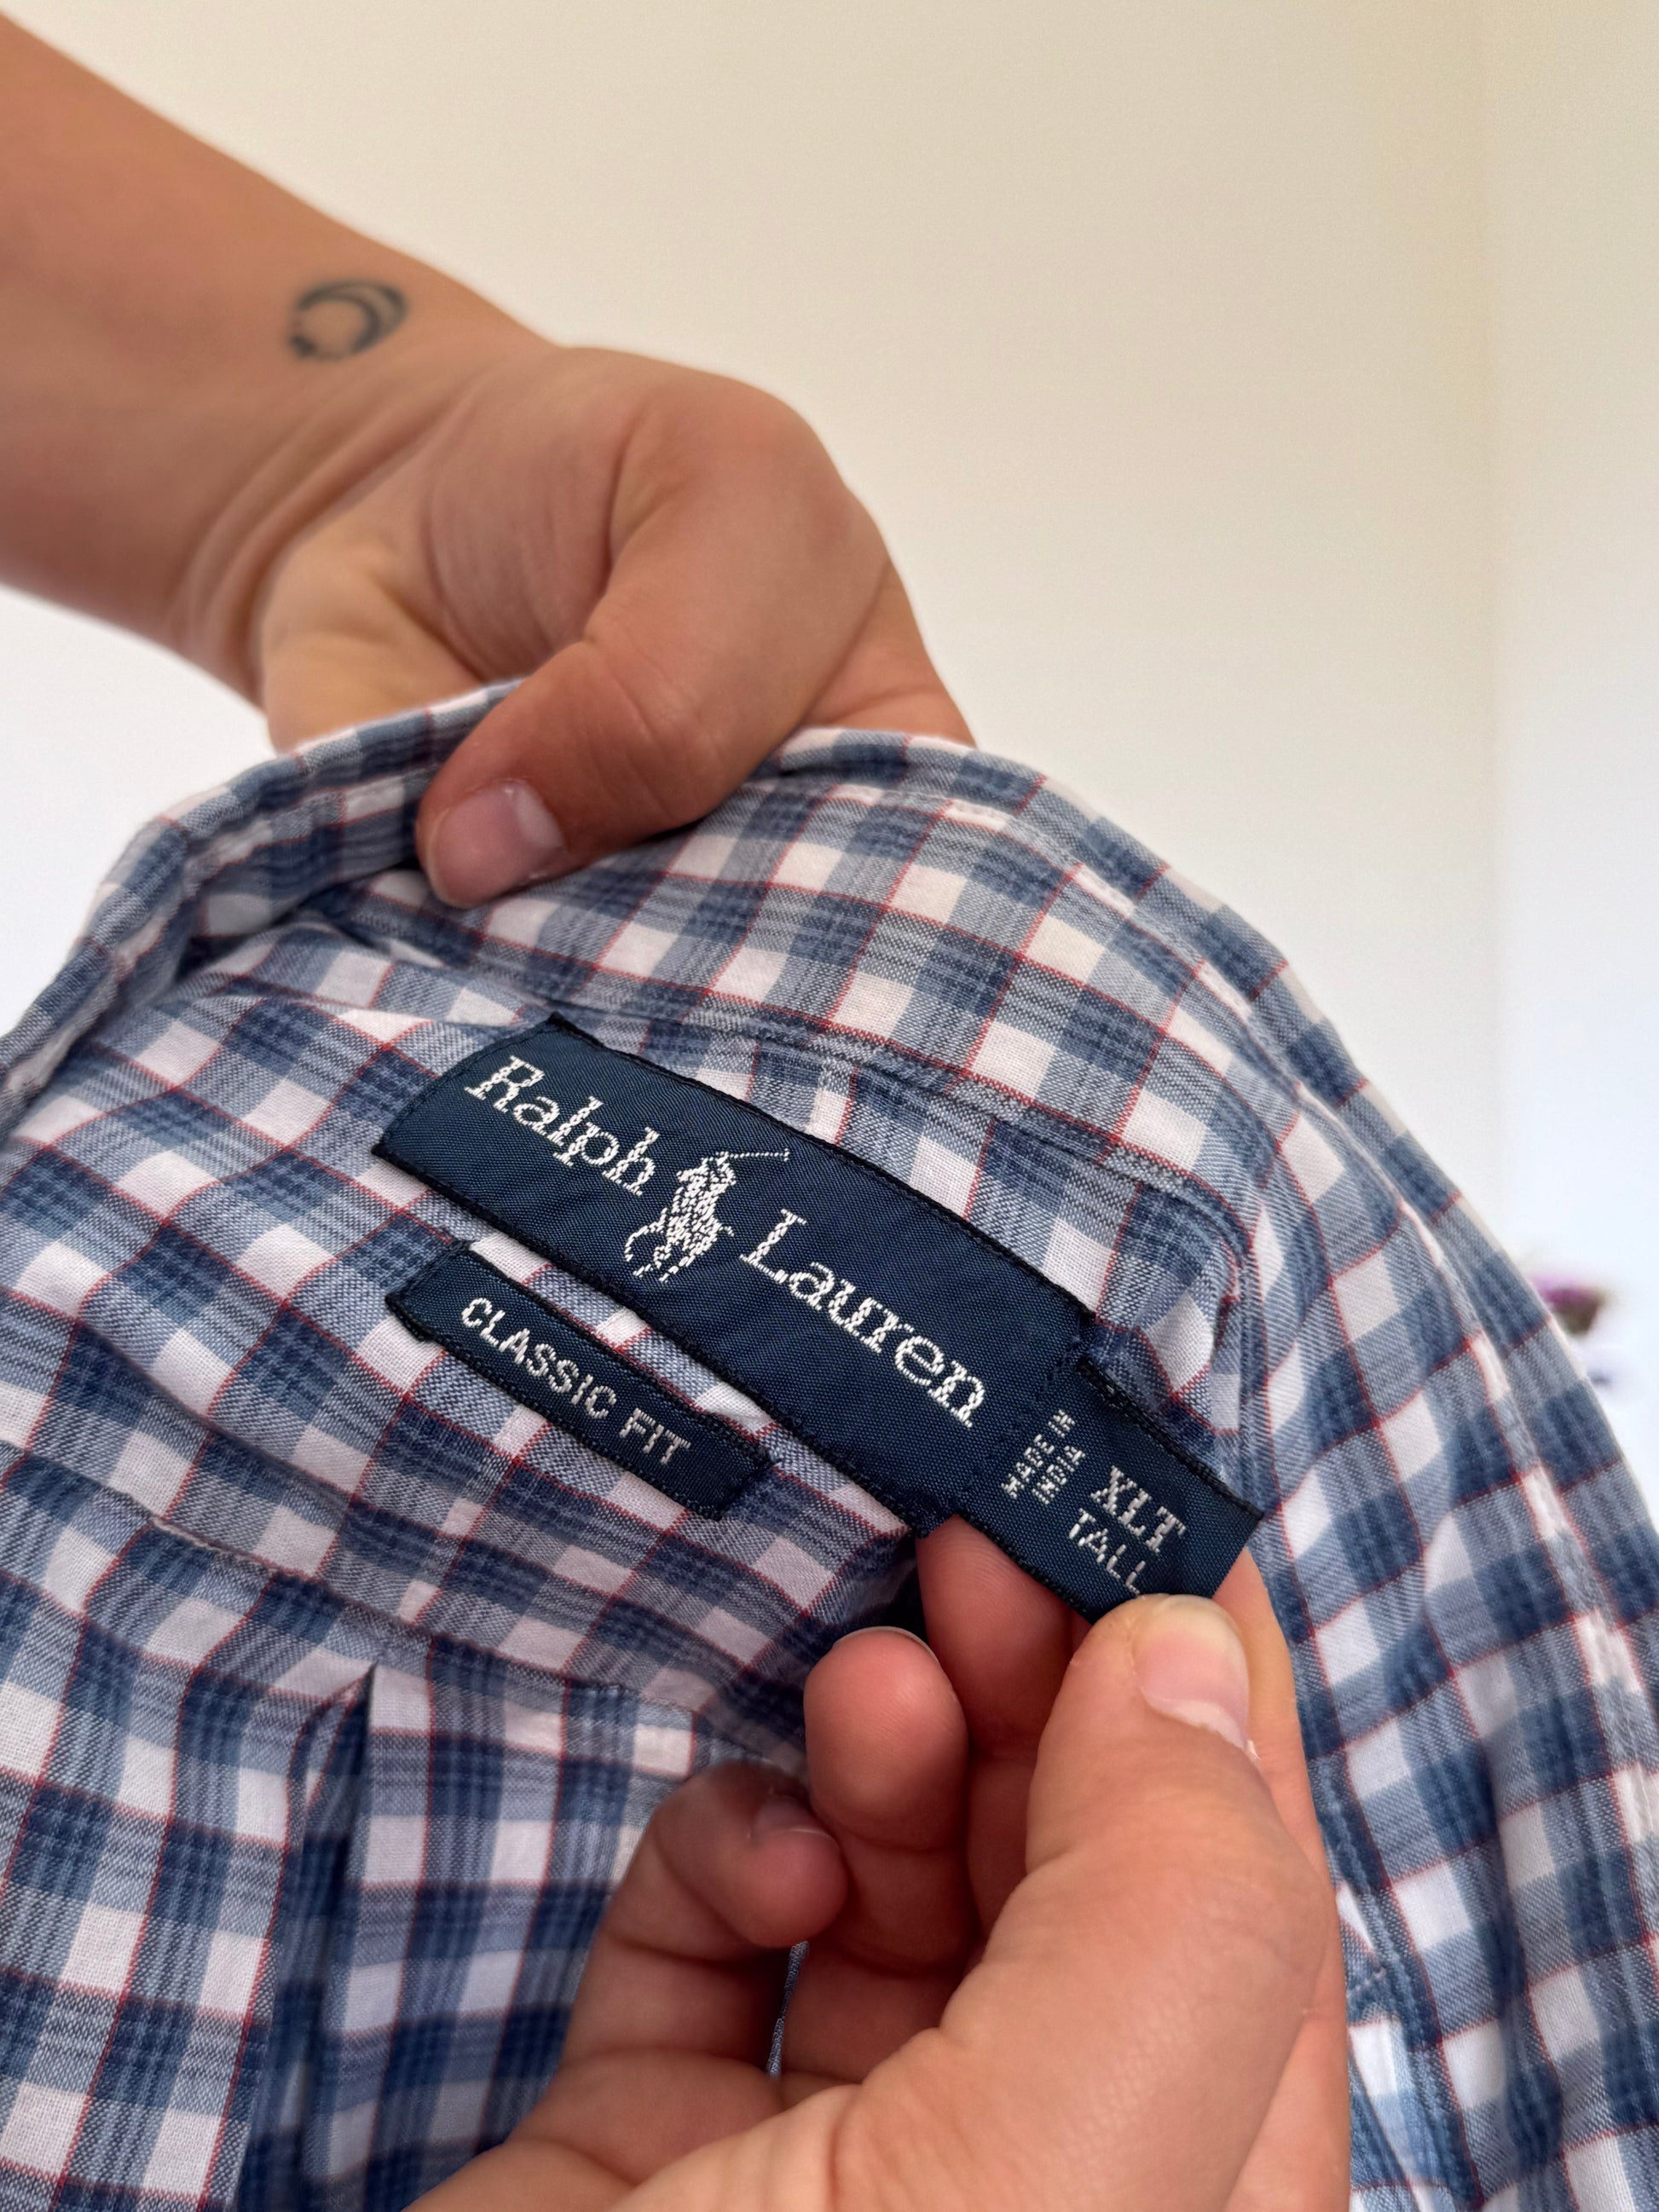 Ralph Lauren
CLASSIC FIT
MADE IN
INDIA
XLT
TALL